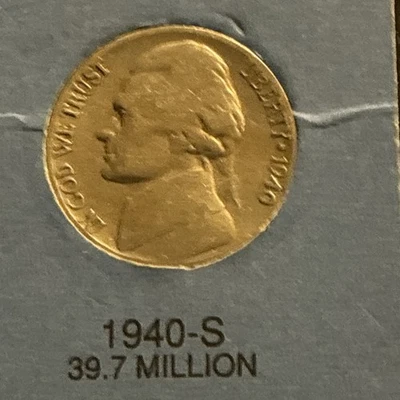 IN GOD WE TRUST
LIBERTY * 1940
1940-S
39.7 MILLION